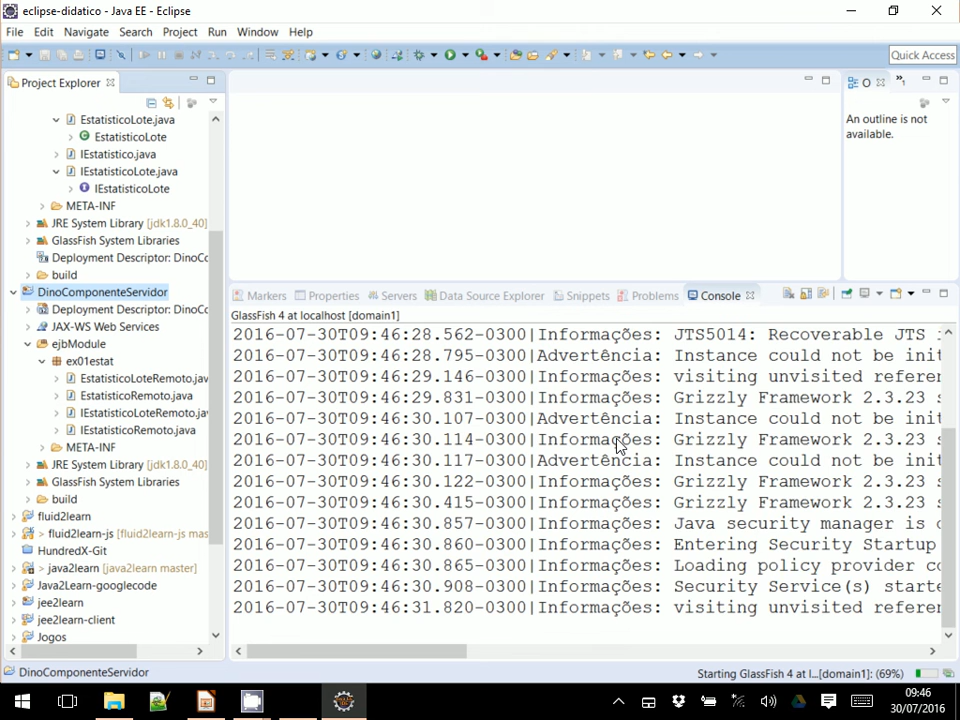 eclipse-didatico - Java EE - Eclipse
File Edit Navigate Search Project Run Window Help
Quick Access
Project Explorer
EstatisticoLote.java
EstatisticoLote
IEstatistico.java
IEstatisticoLote.java
IEstatisticoLote
META-INF
JRE System Library [jdk1.8.0_40]
GlassFish System Libraries
Deployment Descriptor: DinoCc
build
DinoComponenteServidor
Deployment Descriptor: DinoCc
JAX-WS Web Services
ejbModule
ex01estat
EstatisticoLoteRemoto.jav
EstatisticoRemoto.java
IEstatisticoLoteRemoto.ja
IEstatisticoRemoto.java
META-INF
JRE System Library [jdk1.8.0_40]
GlassFish System Libraries
build
fluid2learn
> fluid2learn-js [fluid2learn-js mas
HundredX-Git
> java2learn [java2learn master]
Java2Learn-googlecode
jee2learn
jee2learn-client
Jogos
O
1
An outline is not
available.
Markers Properties Servers Data Source Explorer Snippets Problems Console
GlassFish 4 at localhost [domain1]
2016-07-30T09:46:28.562-0300|Informações: JTS5014: Recoverable JTS i
2016-07-30T09:46:28.795-0300|Advertência: Instance could not be init
2016-07-30T09:46:29.146-0300|Informações: visiting unvisited referen
2016-07-30T09:46:29.831-0300|Informações: Grizzly Framework 2.3.23 s
2016-07-30T09:46:30.107-0300|Advertência: Instance could not be init
2016-07-30T09:46:30.114-0300|Informações: Grizzly Framework 2.3.23 s
2016-07-30T09:46:30.117-0300|Advertência: Instance could not be init
2016-07-30T09:46:30.122-0300|Informações: Grizzly Framework 2.3.23 s
2016-07-30T09:46:30.415-0300|Informações: Grizzly Framework 2.3.23 s
2016-07-30T09:46:30.857-0300|Informações: Java security manager is d
2016-07-30T09:46:30.860-0300|Informações: Entering Security Startup
2016-07-30T09:46:30.865-0300|Informações: Loading policy provider co
2016-07-30T09:46:30.908-0300|Informações: Security Service(s) starte
2016-07-30T09:46:31.820-0300|Informações: visiting unvisited referen
DinoComponenteServidor
Starting GlassFish 4 at l...[domain1]: (69%)
09:46
30/07/2016